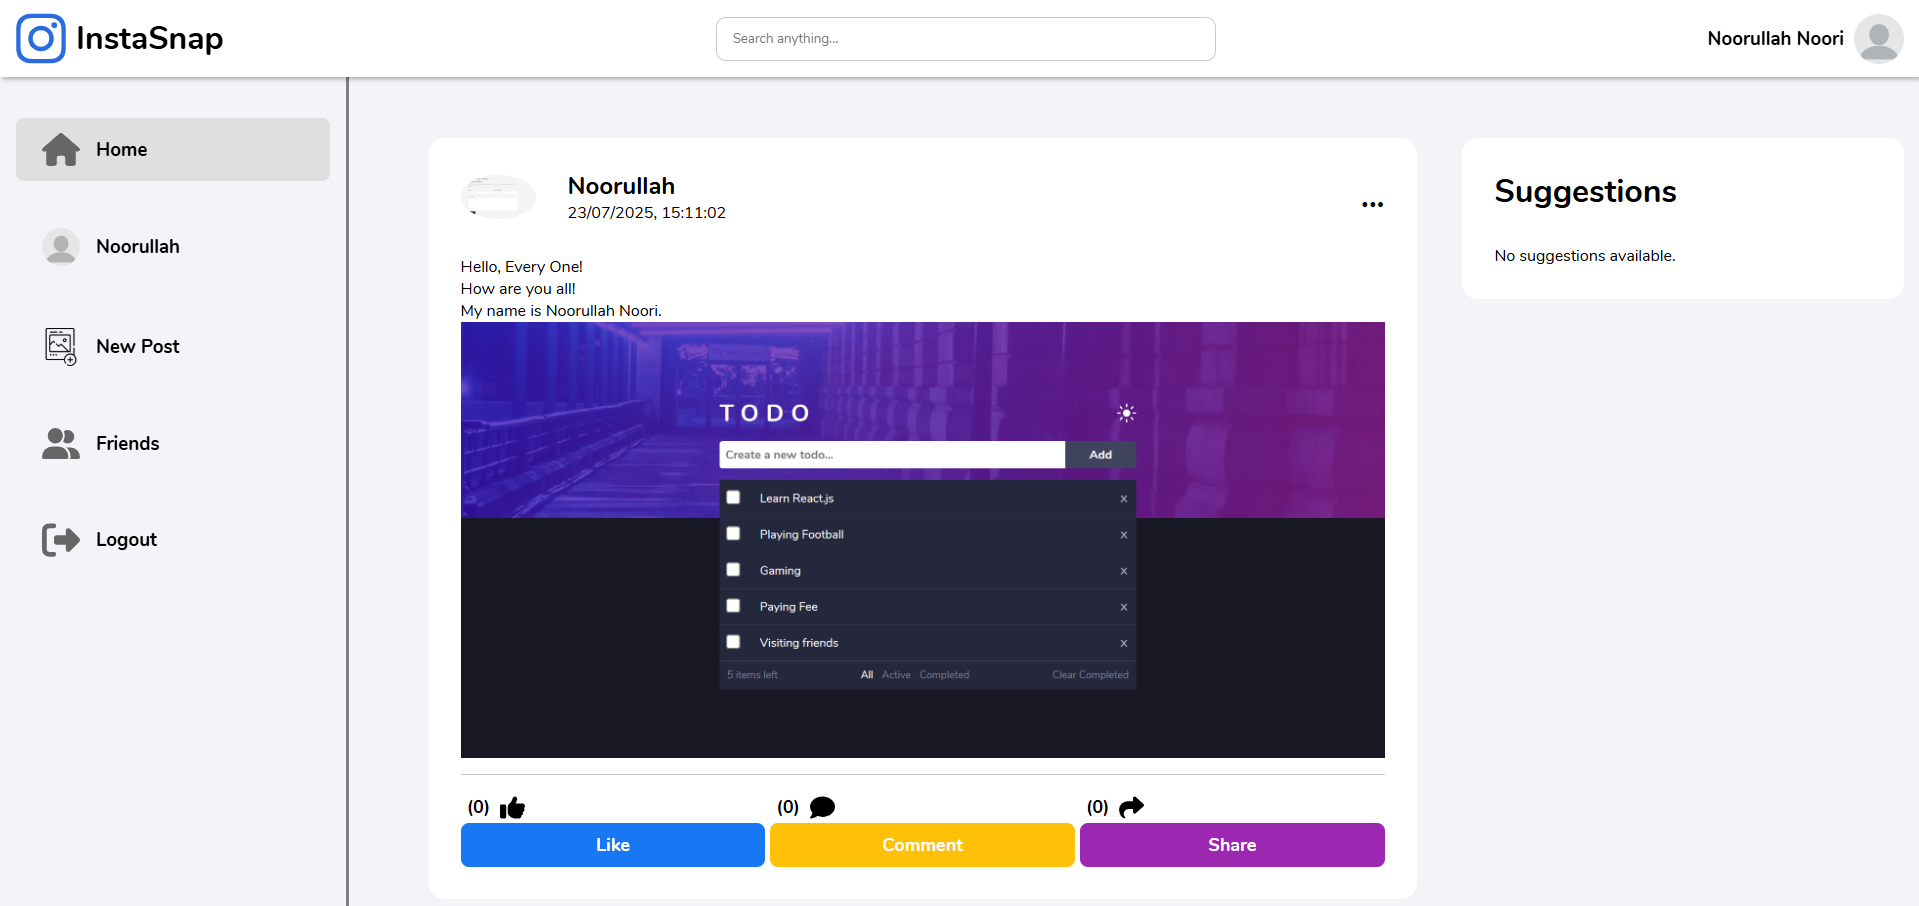 InstaSnap
Search anything...
Noorullah Noori
Home
Noorullah
New Post
Friends
Logout
Noorullah
23/07/2025, 15:11:02
...
Hello, Every One!
How are you all!
My name is Noorullah Noori.
TODO
Create a new todo...
Add
Learn React.js
x
Playing Football
x
Gaming
x
Paying Fee
x
Visiting friends
x
5 items left
All Active Completed
Clear Completed
(0)
(0)
(0)
Like
Comment
Share
Suggestions
No suggestions available.